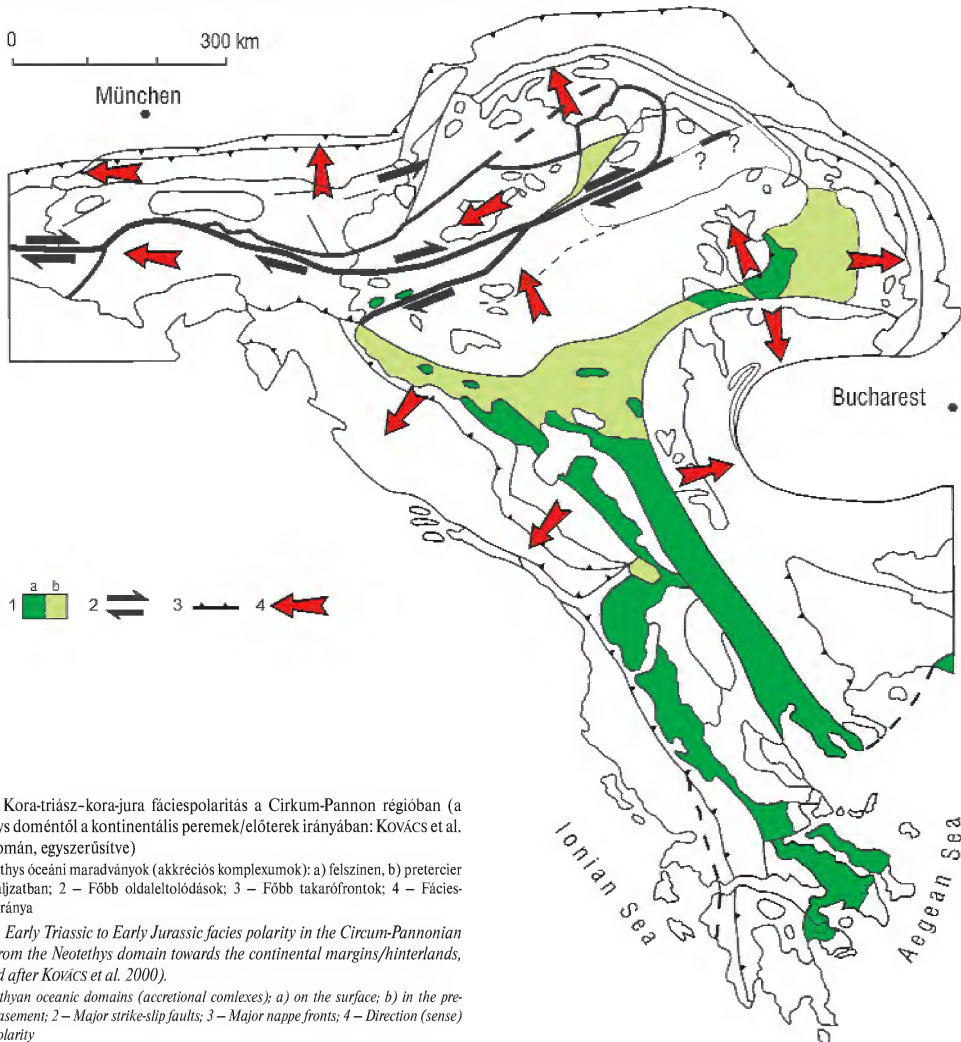 0 300 km
München
? ?
Bucharest
a b
1 2 3 4
Ionian Sea
Aegean Sea
Kora-triász–kora-jura fáciespolaritás a Cirkum-Pannon régióban (a
ys doméntől a kontinentális peremek/előterek irányában: KOVÁCS et al.
omán, egyszerűsítve)
thys óceáni maradványok (akkréciós komplexumok): a) felszínen, b) pretercier
aljzatban; 2 – Főbb oldaleltolódások; 3 – Főbb takarófrontok; 4 – Fácies-
ránya
Early Triassic to Early Jurassic facies polarity in the Circum-Pannonian
rom the Neotethys domain towards the continental margins/hinterlands,
d after KOVÁCS et al. 2000).
thyan oceanic domains (accretional comlexes); a) on the surface; b) in the pre-
asement; 2 – Major strike-slip faults; 3 – Major nappe fronts; 4 – Direction (sense)
olarity